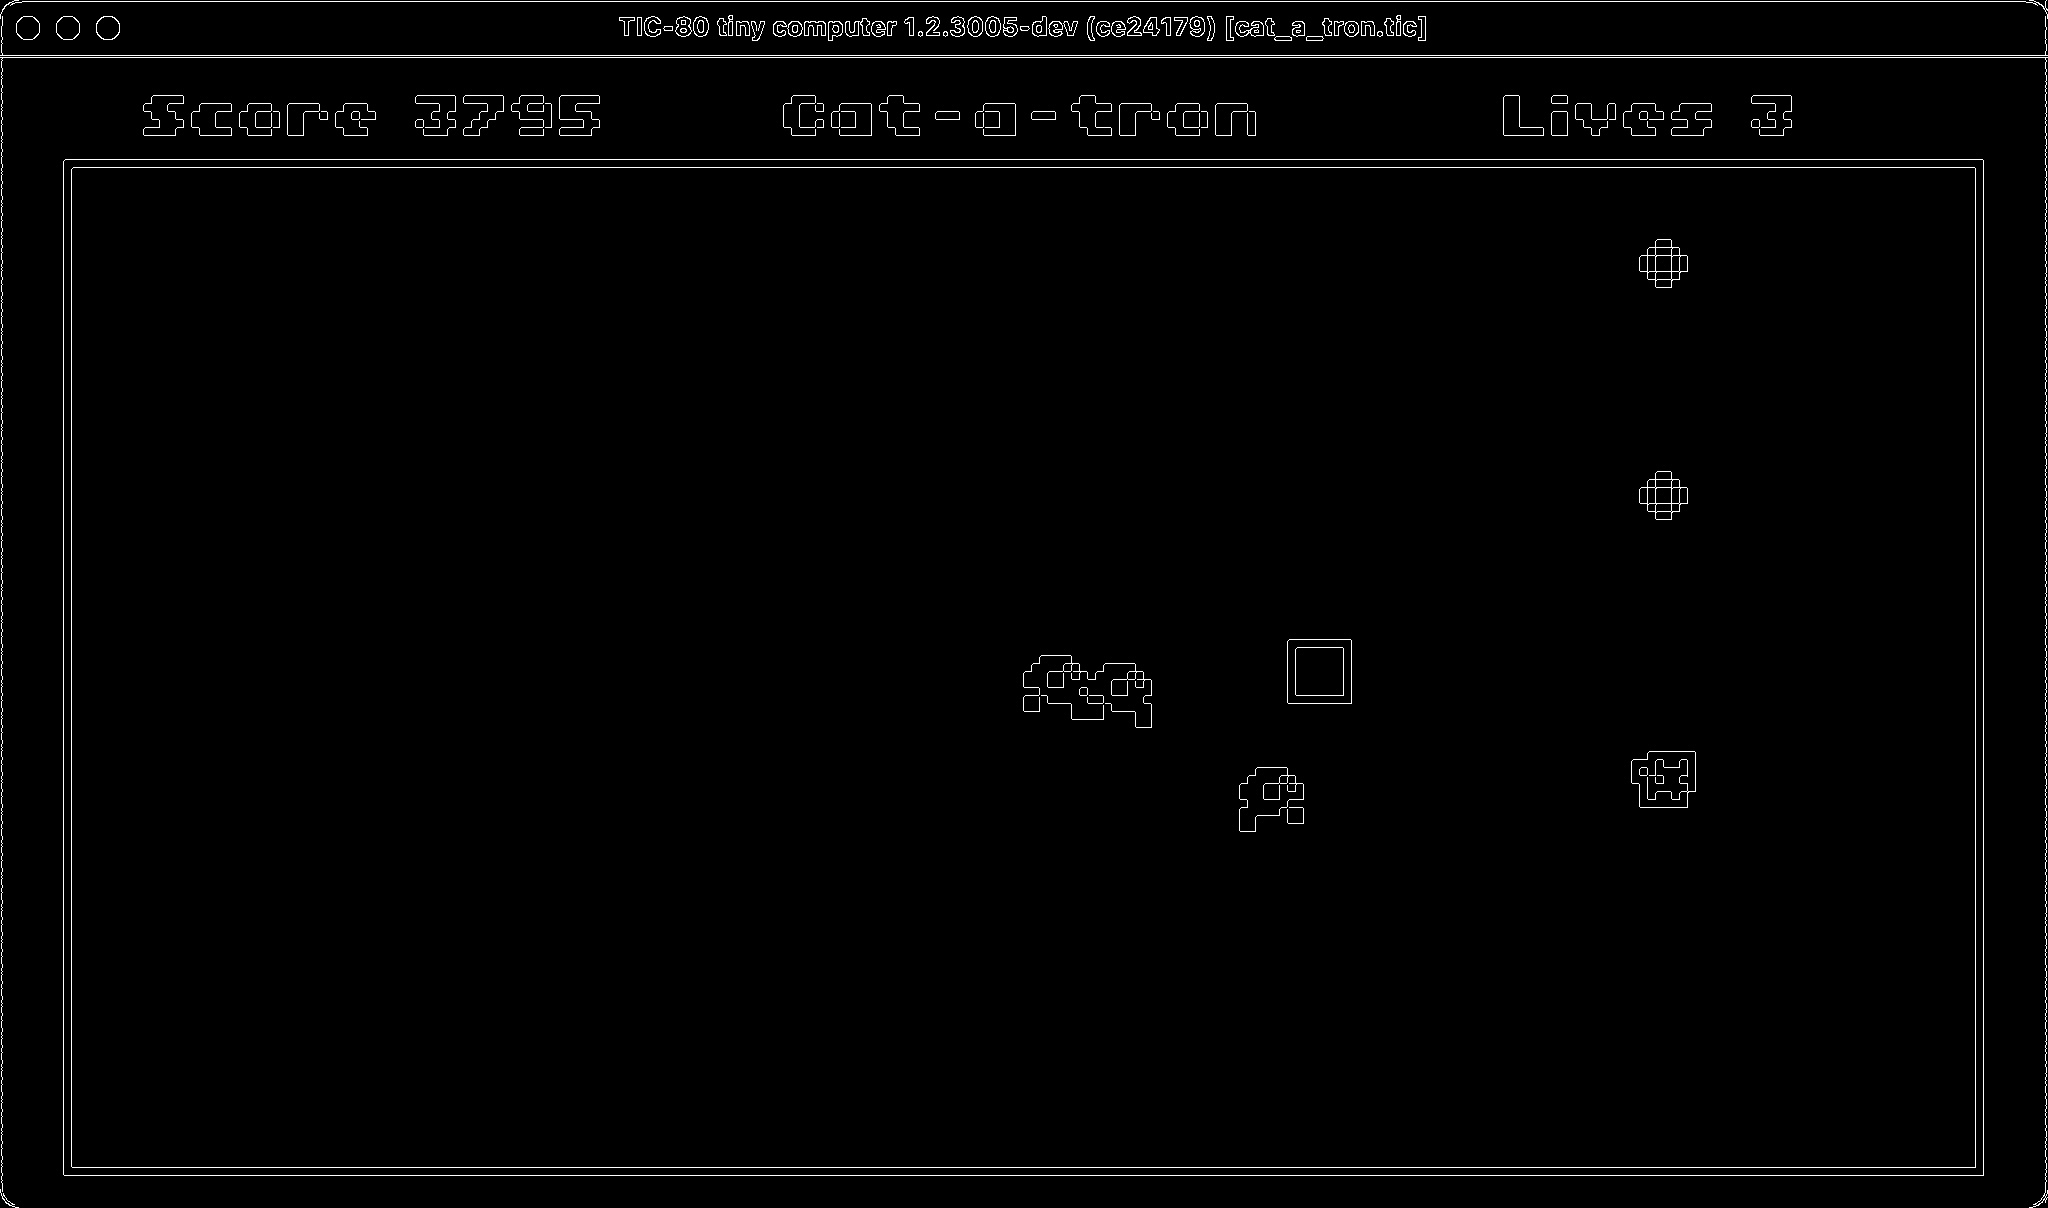 TIC-80 tiny computer 1.2.3005-dev (ce24179) [cat_a_tron.tic]
Score 3795 Cat-a-tron Lives 3